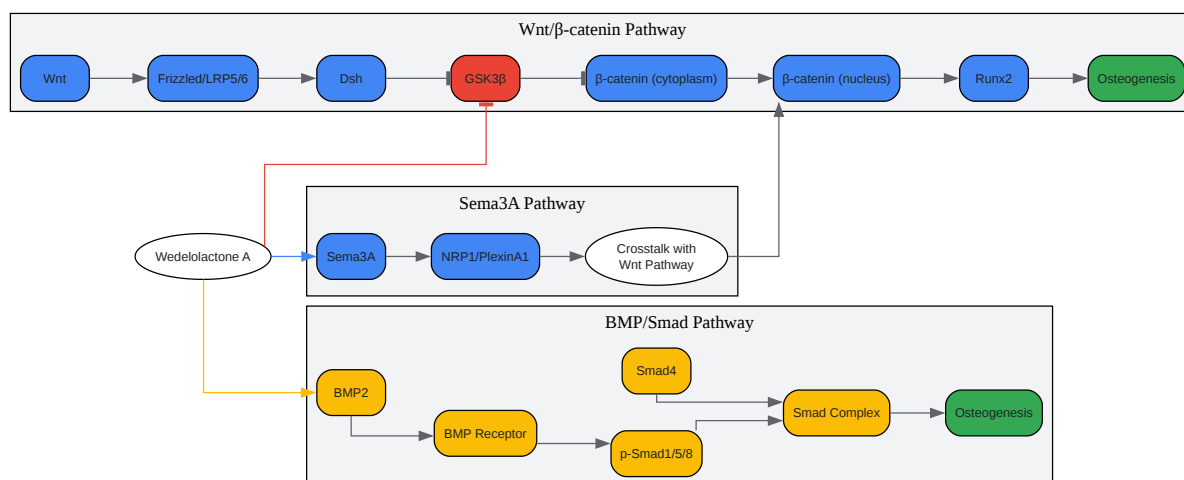 Wnt/β-catenin Pathway
Wnt
Frizzled/LRP5/6
Dsh
GSK3β
β-catenin (cytoplasm)
β-catenin (nucleus)
Runx2
Osteogenesis
Sema3A Pathway
Wedelolactone A
Sema3A
NRP1/PlexinA1
Crosstalk with
Wnt Pathway
BMP/Smad Pathway
BMP2
BMP Receptor
Smad4
p-Smad1/5/8
Smad Complex
Osteogenesis